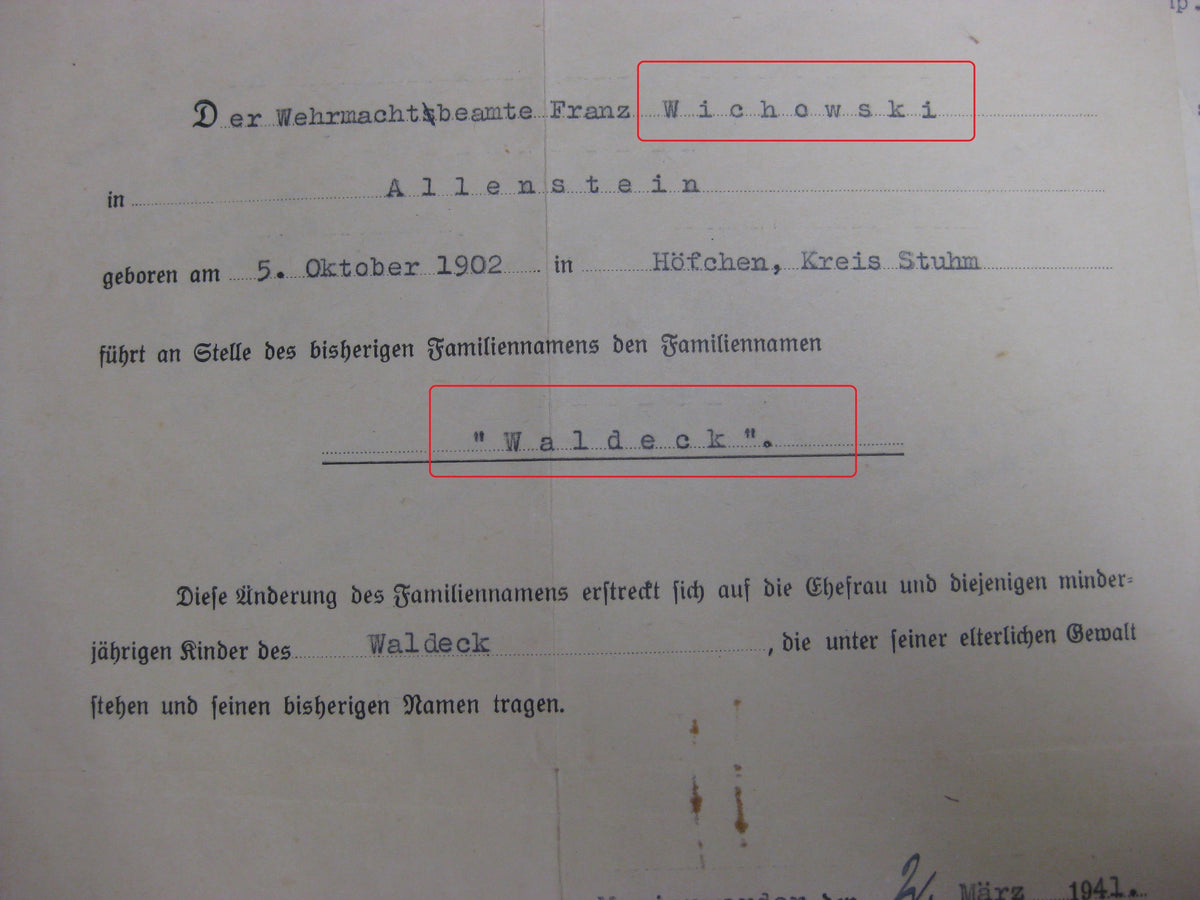 Der Wehrmachtsbeamte Franz Wichowski
in Allenstein
geboren am 5. Oktober 1902 in Höfchen, Kreis Stuhm
führt an Stelle des bisherigen Familiennamens den Familiennamen
"Waldeck".
Diese Änderung des Familiennamens erstreckt sich auf die Ehefrau und diejenigen minder-
jährigen Kinder des Waldeck, die unter seiner elterlichen Gewalt
stehen und seinen bisherigen Namen tragen.
März 1941.